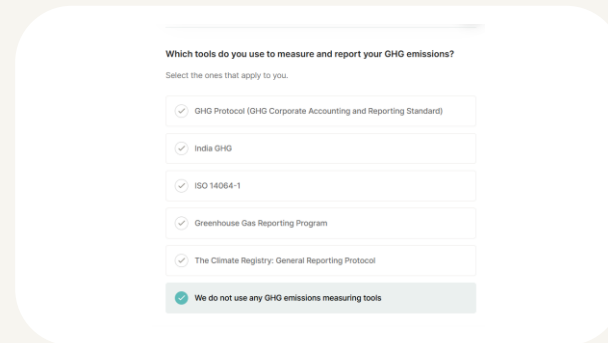 Which tools do you use to measure and report your GHG emissions?
Select the ones that apply to you.
GHG Protocol (GHG Corporate Accounting and Reporting Standard)
India GHG
ISO 14064-1
Greenhouse Gas Reporting Program
The Climate Registry: General Reporting Protocol
We do not use any GHG emissions measuring tools